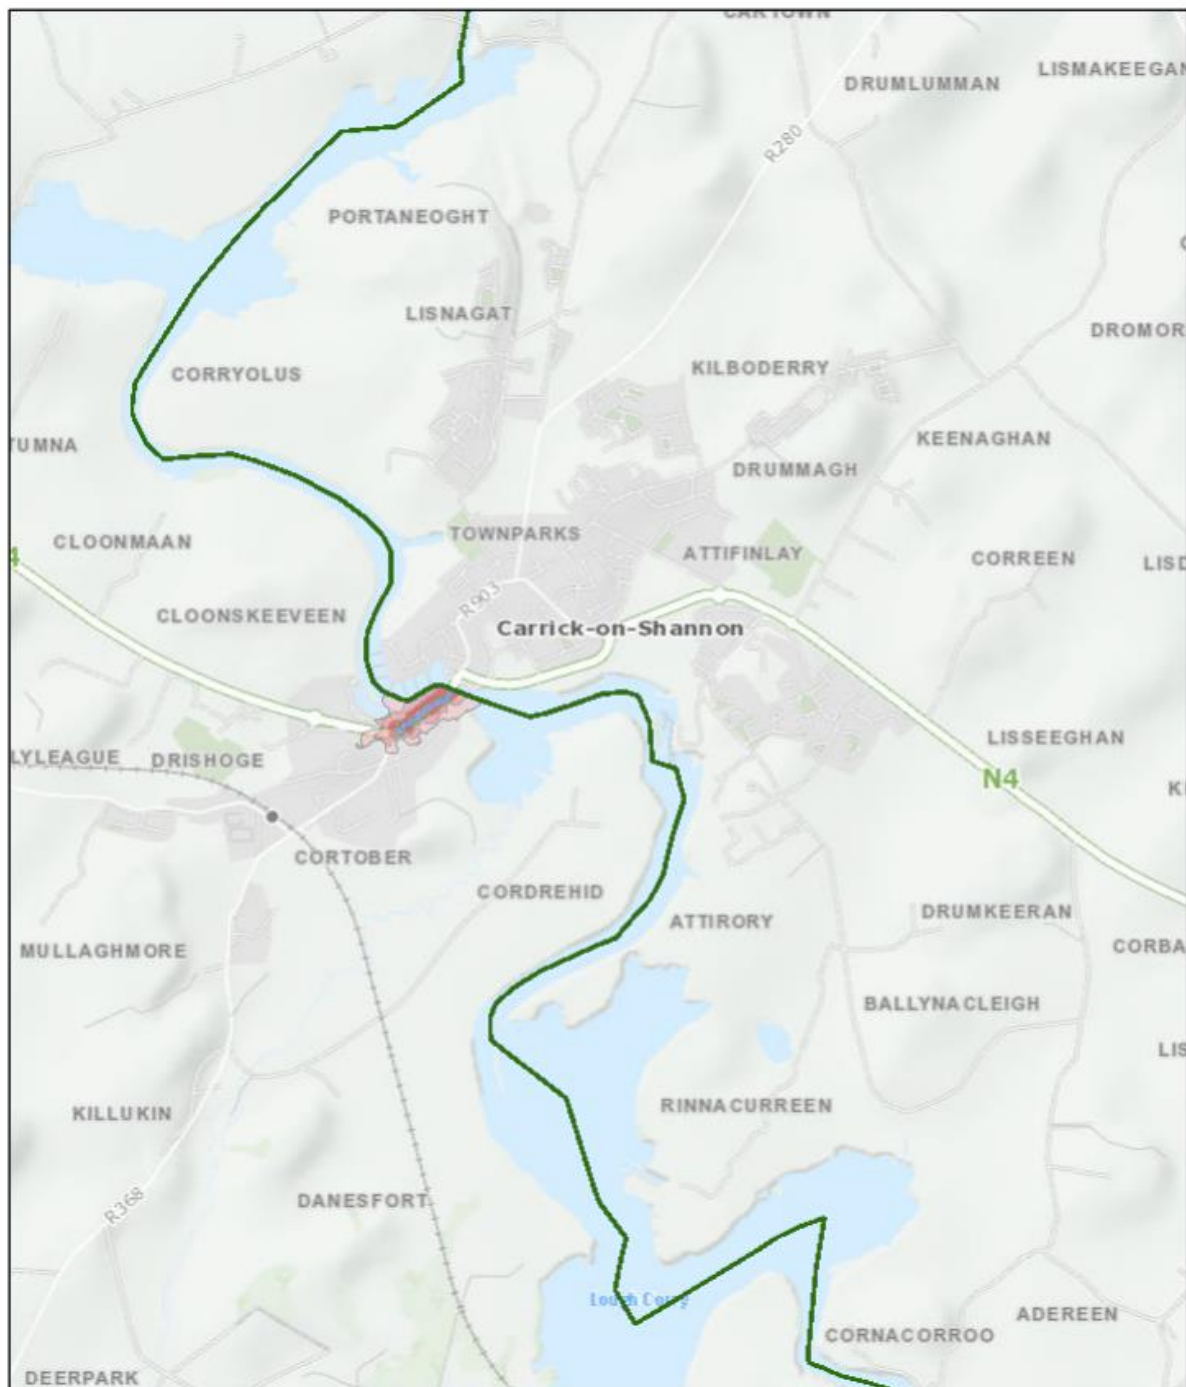 CARTOWN
LISMAKEEGAN
DRUMLUMMAN
R280
PORTANEOGHT
LISNAGAT
DROMOR
CORRYOLUS
KILBODERRY
TUMNA
KEENAGHAN
DRUMMAGH
CLOONMAAN
TOWNPARKS
ATTIFINLAY
CORREEN
LISD
4
CLOONSKEEVEEN
R903
Carrick-on-Shannon
LYLEAGUE
DRISHOGE
LISSEEGHAN
N4
K
CORTOBER
CORDREHID
ATTIRORY
DRUMKEERAN
MULLAGHMORE
CORBA
BALLYNACLEIGH
LIS
KILLUKIN
RINNACURREEN
R368
DANESFORT
Lough Corry
ADEREEN
CORNACORROO
DEERPARK